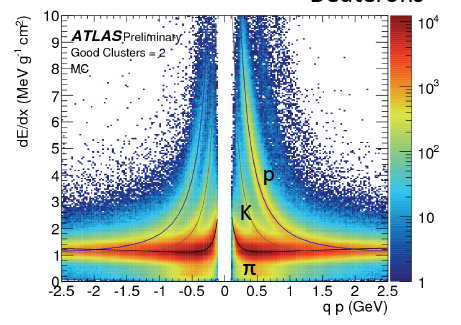 Deuterons
10
9
8
7
6
5
4
3
2
1
0
dE/dx (MeV g⁻¹ cm²)
ATLAS Preliminary
Good Clusters = 2
MC
p
K
π
-2.5 -2 -1.5 -1 -0.5 0 0.5 1 1.5 2 2.5
q p (GeV)
10⁴
10³
10²
10
1